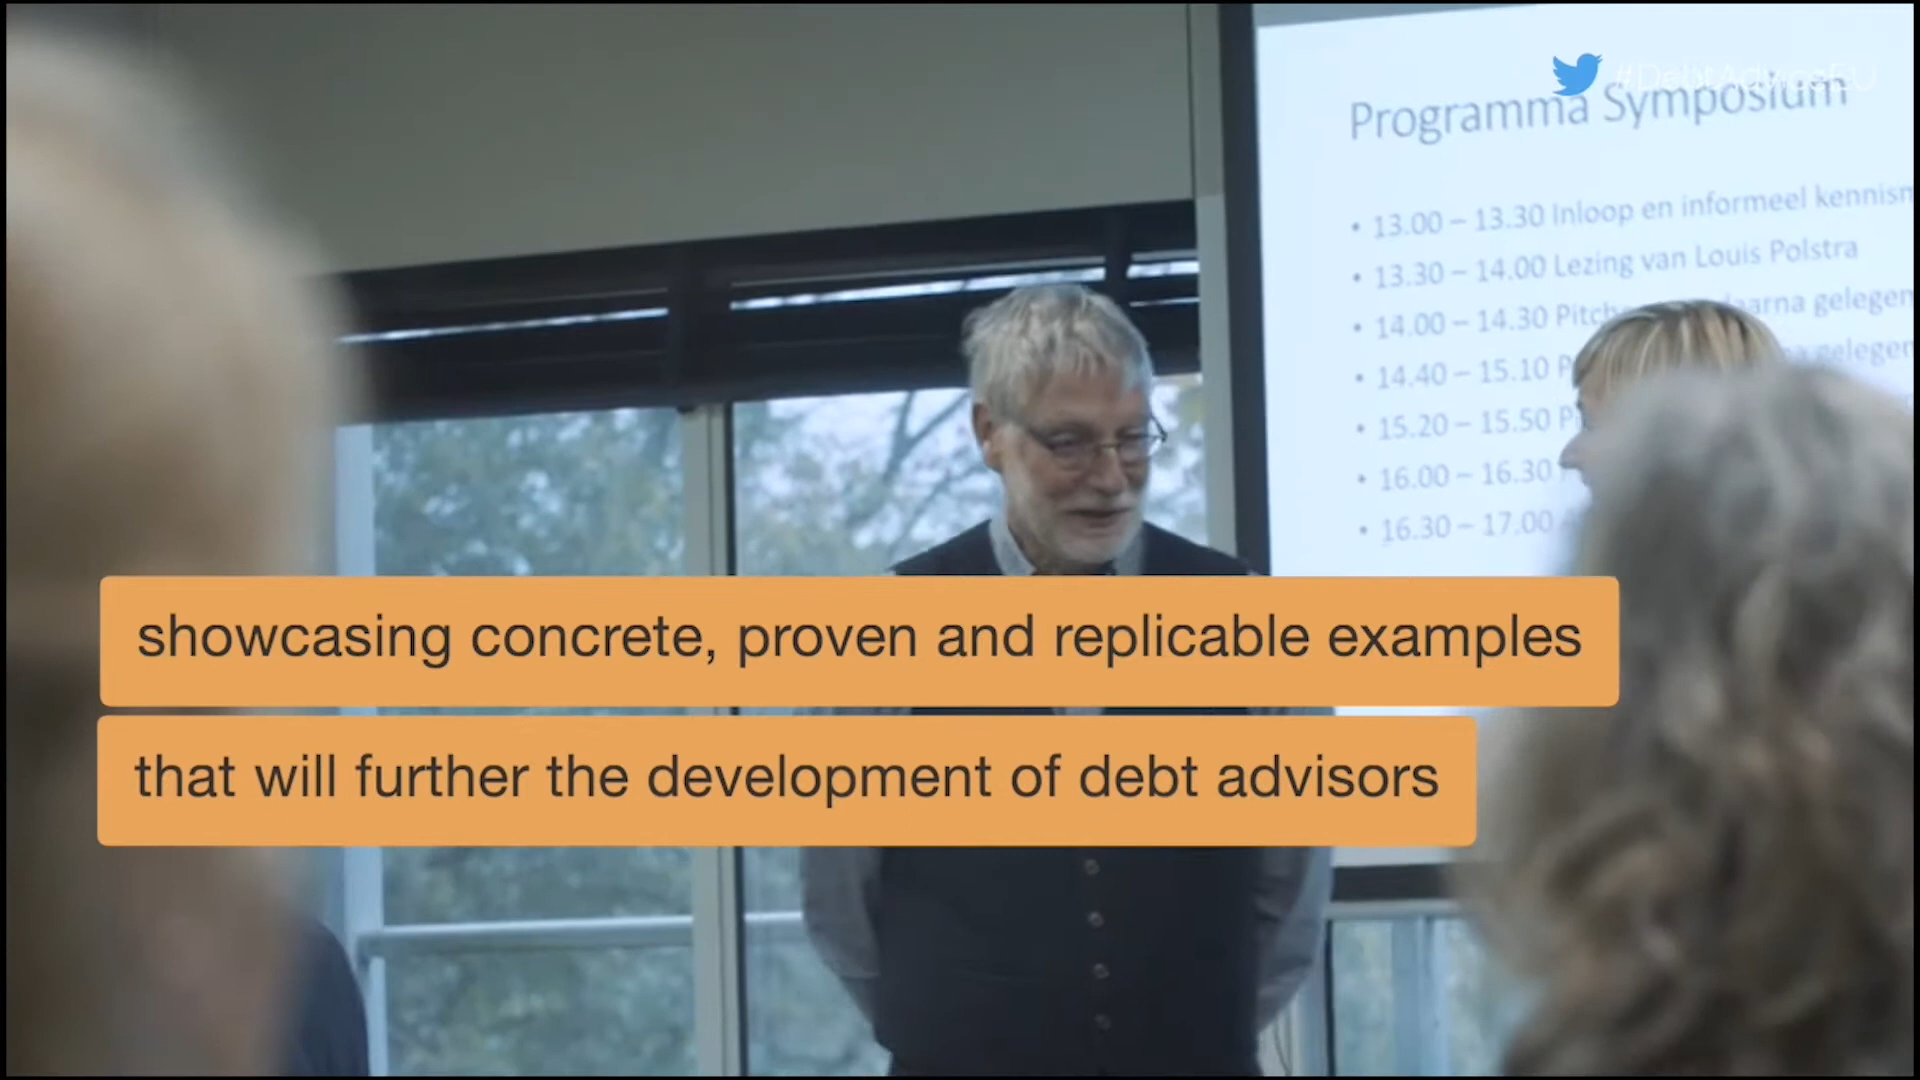 #DebtAdviceEU
Programma Symposium
• 13.00 – 13.30 Inloop en informeel
• 13.30 – 14.00 Lezing van Louis Polstra
• 14.00 – 14.30
• 14.40 – 15.10
• 15.20 – 15.50
• 16.00 – 16.30
• 16.30 – 17.00
showcasing concrete, proven and replicable examples
that will further the development of debt advisors